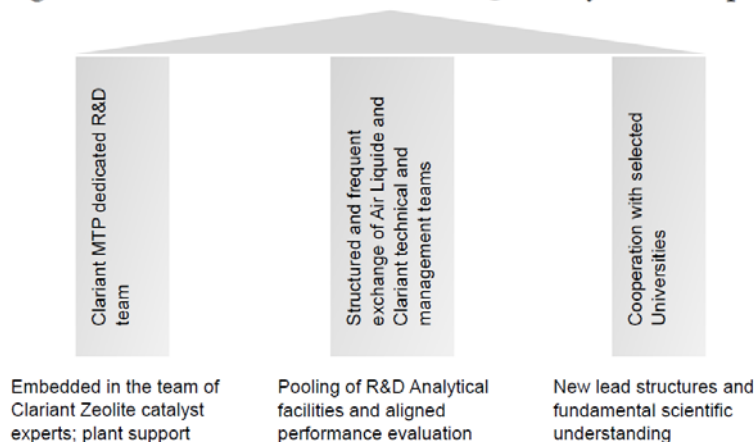 Clariant MTP dedicated R&D
team
Structured and frequent
exchange of Air Liquide and
Clariant technical and
management teams
Cooperation with selected
Universities
Embedded in the team of
Clariant Zeolite catalyst
experts; plant support
Pooling of R&D Analytical
facilities and aligned
performance evaluation
New lead structures and
fundamental scientific
understanding